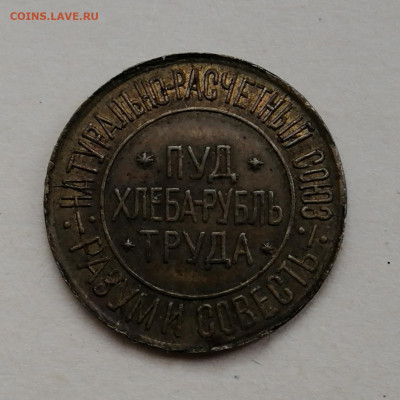 COINS.LAVE.RU
НАТУРАЛЬНО-РАСЧЕТНЫЙ СОЮЗ
ПУД
ХЛЕБА-РУБЛЬ
ТРУДА
РАЗУМ И СОВЕСТЬ